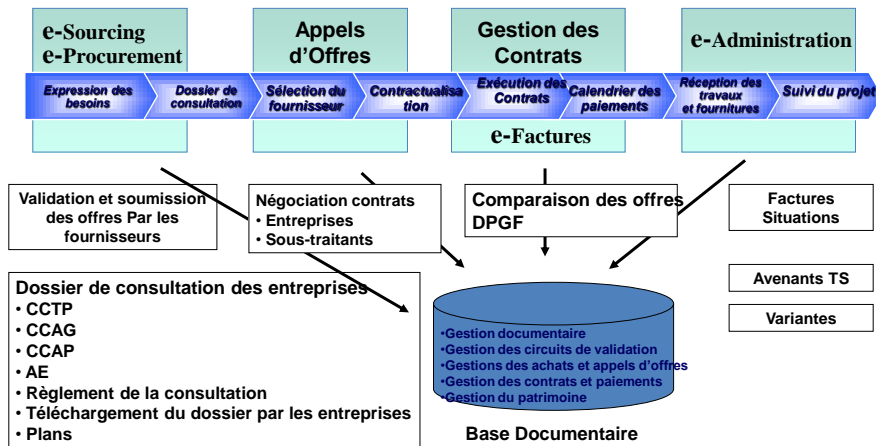 e-Sourcing
e-Procurement
Appels
d'Offres
Gestion des
Contrats
e-Administration
Expression des
besoins
Dossier de
consultation
Sélection du
fournisseur
Contractualisa
tion
Exécution des
Contrats
Calendrier des
paiements
Réception des
travaux
et fournitures
Suivi du projet
e-Factures
Validation et soumission
des offres Par les
fournisseurs
Négociation contrats
• Entreprises
• Sous-traitants
Comparaison des offres
DPGF
Factures
Situations
Avenants TS
Variantes
Dossier de consultation des entreprises
• CCTP
• CCAG
• CCAP
• AE
• Règlement de la consultation
• Téléchargement du dossier par les entreprises
• Plans
•Gestion documentaire
•Gestion des circuits de validation
•Gestions des achats et appels d'offres
•Gestion des contrats et paiements
•Gestion du patrimoine
Base Documentaire